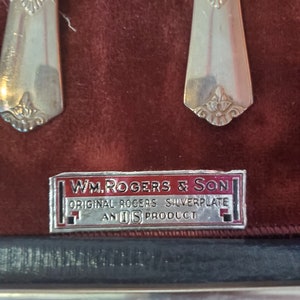 WM. ROGERS & SON
ORIGINAL ROGERS SILVERPLATE
AN IS PRODUCT